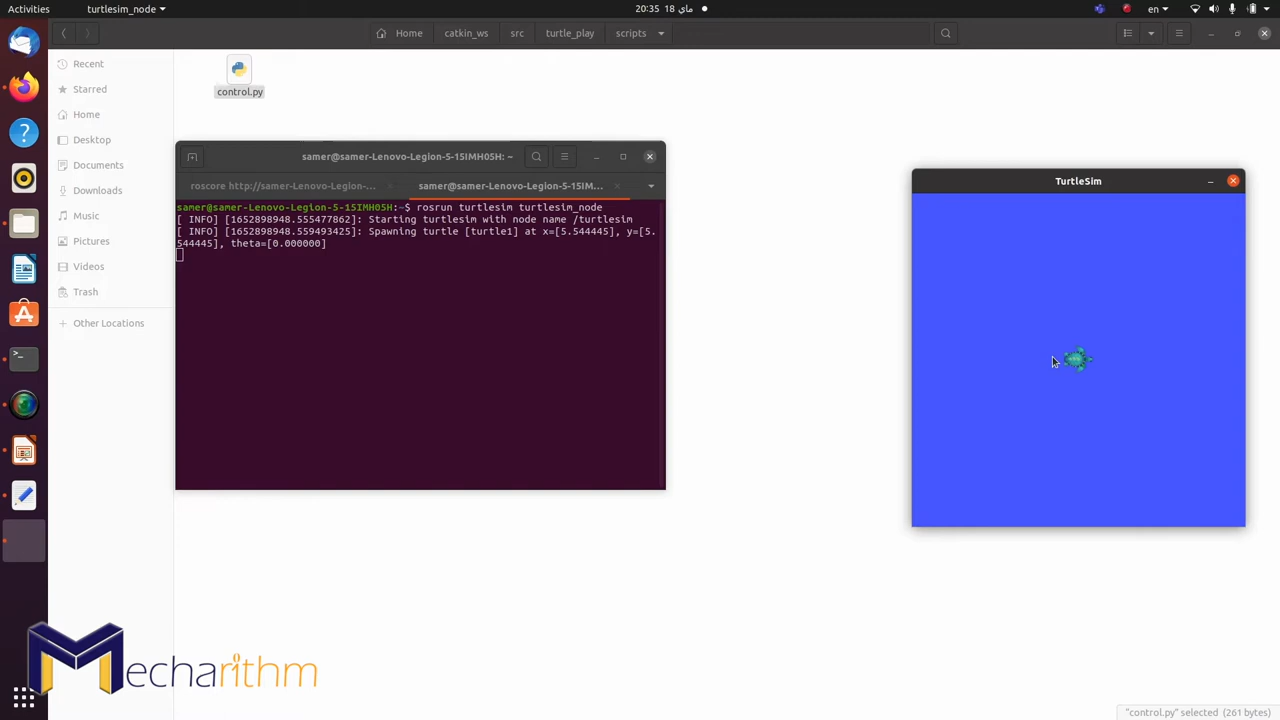 Activities
turtlesim_node
20:35 18 ماي
en
Home
catkin_ws
src
turtle_play
scripts
Recent
Starred
Home
Desktop
Documents
Downloads
Music
Pictures
Videos
Trash
Other Locations
control.py
samer@samer-Lenovo-Legion-5-15IMH05H: ~
roscore http://samer-Lenovo-Legion-...
samer@samer-Lenovo-Legion-5-15IM...
samer@samer-Lenovo-Legion-5-15IMH05H:~$ rosrun turtlesim turtlesim_node
[ INFO] [1652898948.555477862]: Starting turtlesim with node name /turtlesim
[ INFO] [1652898948.559493425]: Spawning turtle [turtle1] at x=[5.544445], y=[5.
544445], theta=[0.000000]
TurtleSim
Mecharithm
"control.py" selected (261 bytes)